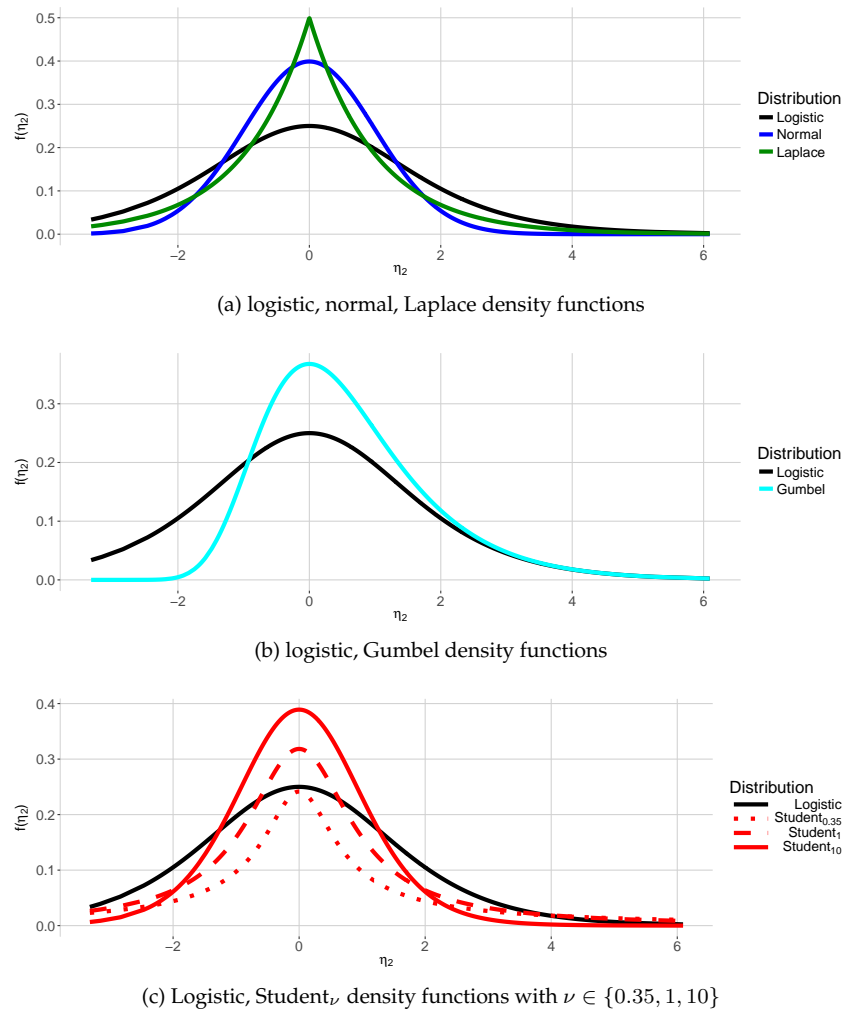 0.5
0.4
0.3
0.2
0.1
0.0
f(η2)
−2 0 2 4 6
η2
Distribution
Logistic
Normal
Laplace
(a) logistic, normal, Laplace density functions
0.3
0.2
0.1
0.0
f(η2)
−2 0 2 4 6
η2
Distribution
Logistic
Gumbel
(b) logistic, Gumbel density functions
0.4
0.3
0.2
0.1
0.0
f(η2)
−2 0 2 4 6
η2
Distribution
Logistic
Student0.35
Student1
Student10
(c) Logistic, Studentν density functions with ν ∈ {0.35, 1, 10}